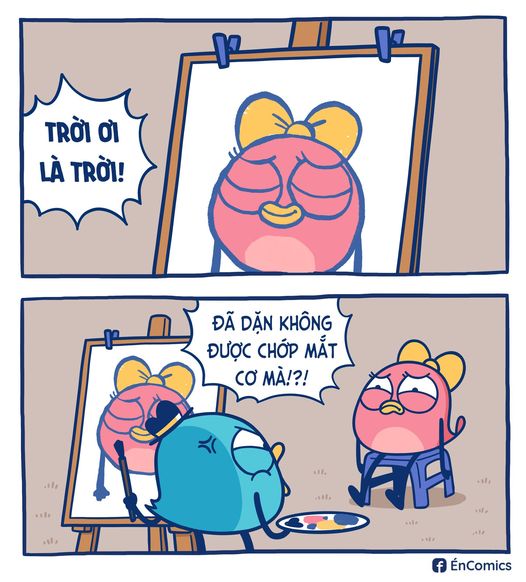 TRỜI ƠI
LÀ TRỜI!
ĐÃ DẶN KHÔNG
ĐƯỢC CHỚP MẮT
CƠ MÀ!?!
ÉnComics